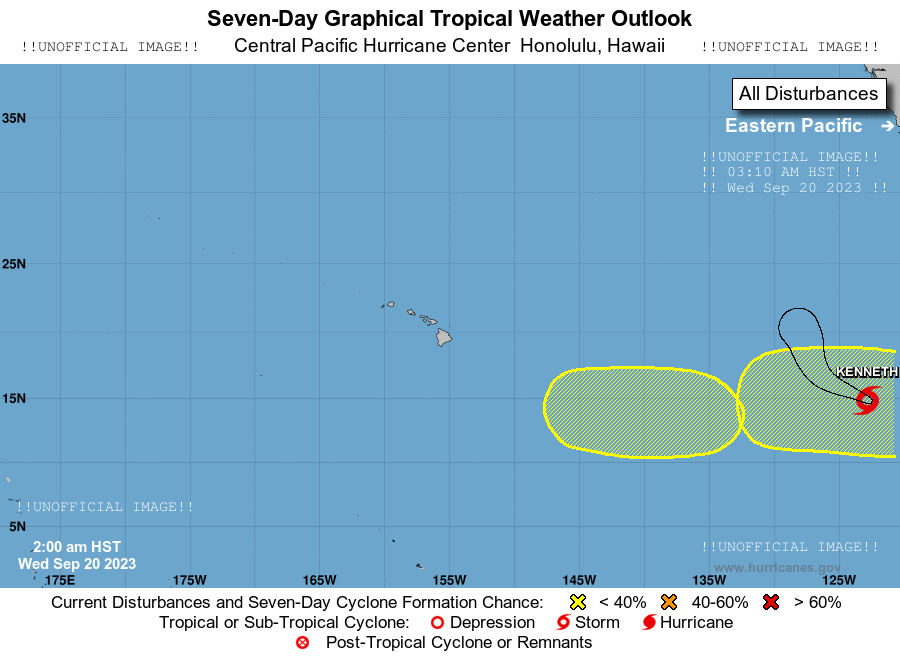 Seven-Day Graphical Tropical Weather Outlook
!!UNOFFICIAL IMAGE!! Central Pacific Hurricane Center Honolulu, Hawaii !!UNOFFICIAL IMAGE!!
All Disturbances
35N
Eastern Pacific
!!UNOFFICIAL IMAGE!!
!! 03:10 AM HST !!
!! Wed Sep 20 2023 !!
25N
KENNETH
15N
!!UNOFFICIAL IMAGE!!
5N
2:00 am HST
!!UNOFFICIAL IMAGE!!
Wed Sep 20 2023
www.hurricanes.gov
175E 175W 165W 155W 145W 135W 125W
Current Disturbances and Seven-Day Cyclone Formation Chance: < 40% 40-60% > 60%
Tropical or Sub-Tropical Cyclone: Depression Storm Hurricane
Post-Tropical Cyclone or Remnants